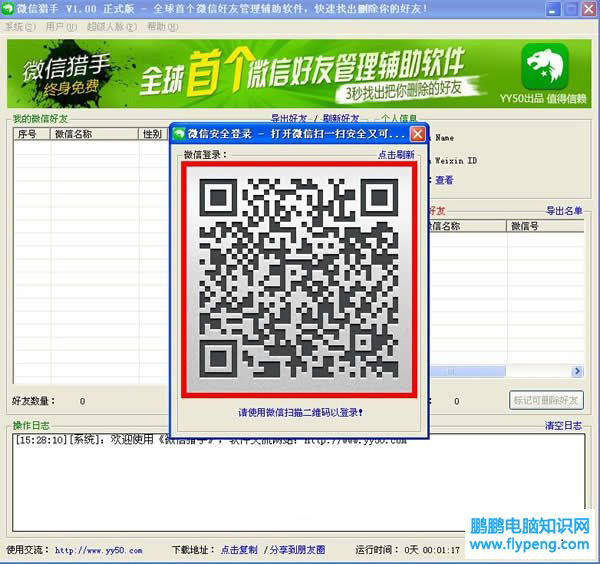 微信猎手 V1.00 正式版 - 全球首个微信好友管理辅助软件，快速找出删除你的好友！
系统(S) 用户(U) 超级人脉(F) 帮助(H)
微信猎手
终身免费
全球首个微信好友管理辅助软件
3秒找出把你删除的好友
YY50出品 值得信赖
我的微信好友 导出好友 / 刷新好友 个人信息
序号 微信名称 性别
Name
Weixin ID
：查看
微信安全登录 - 打开微信扫一扫安全又可...
微信登录： 点击刷新
请使用微信扫描二维码以登录！
好友 导出名单
微信名称 微信号
好友数量： 0 ： 0 标记可删除好友
操作日志 清空日志
[15:28:10][系统]：欢迎使用《微信猎手》，软件交流网站：http://www.yy50.com
使用交流：http://www.yy50.com 下载地址：点击复制 /分享到朋友圈 运行时间：0天 00:01:17
鹏鹏电脑知识网
www.flypeng.com